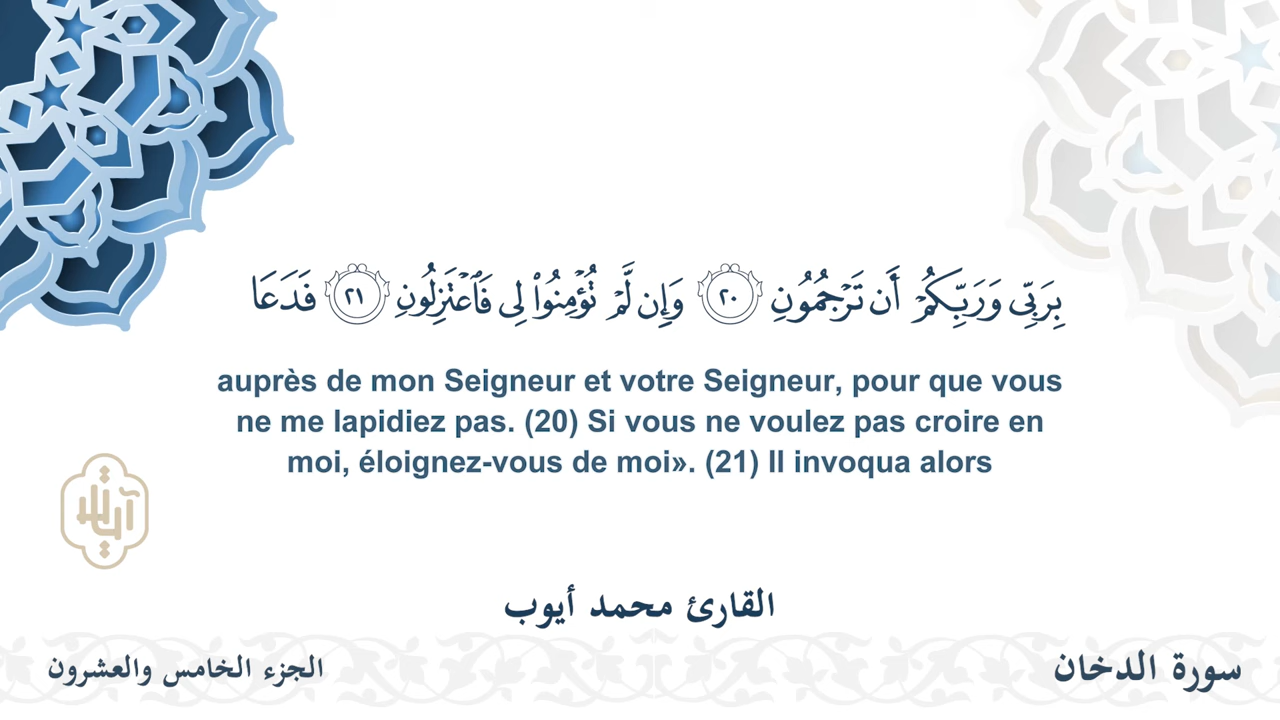 بِرَبِّى وَرَبِّكُمْ أَن تَرْجُمُونِ ٢٠ وَإِن لَّمْ تُؤْمِنُوا۟ لِى فَٱعْتَزِلُونِ ٢١ فَدَعَا
auprès de mon Seigneur et votre Seigneur, pour que vous
ne me lapidiez pas. (20) Si vous ne voulez pas croire en
moi, éloignez-vous de moi». (21) Il invoqua alors
آيات
القارئ محمد أيوب
سورة الدخان
الجزء الخامس والعشرون